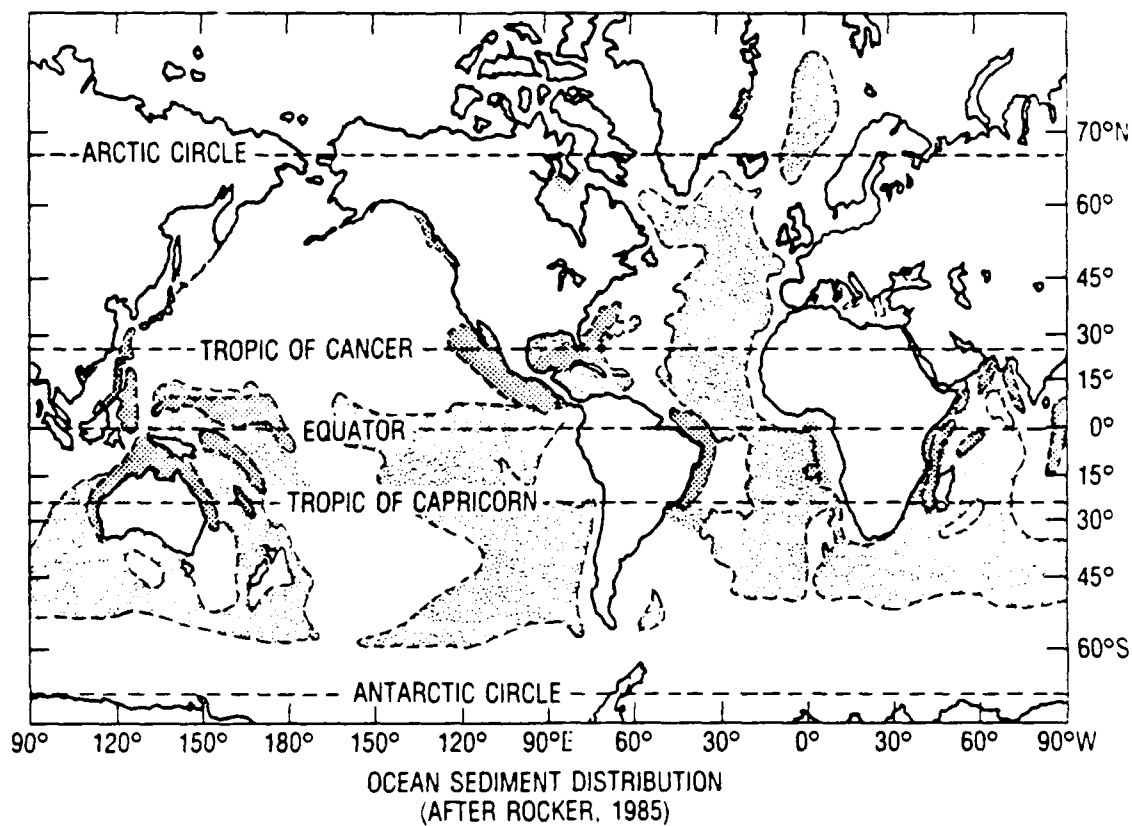 70°N
ARCTIC CIRCLE
60°
45°
30°
TROPIC OF CANCER
15°
EQUATOR
0°
15°
TROPIC OF CAPRICORN
30°
45°
60°S
ANTARCTIC CIRCLE
90° 120° 150° 180° 150° 120° 90°E 60° 30° 0° 30° 60° 90°W
OCEAN SEDIMENT DISTRIBUTION
(AFTER ROCKER, 1985)